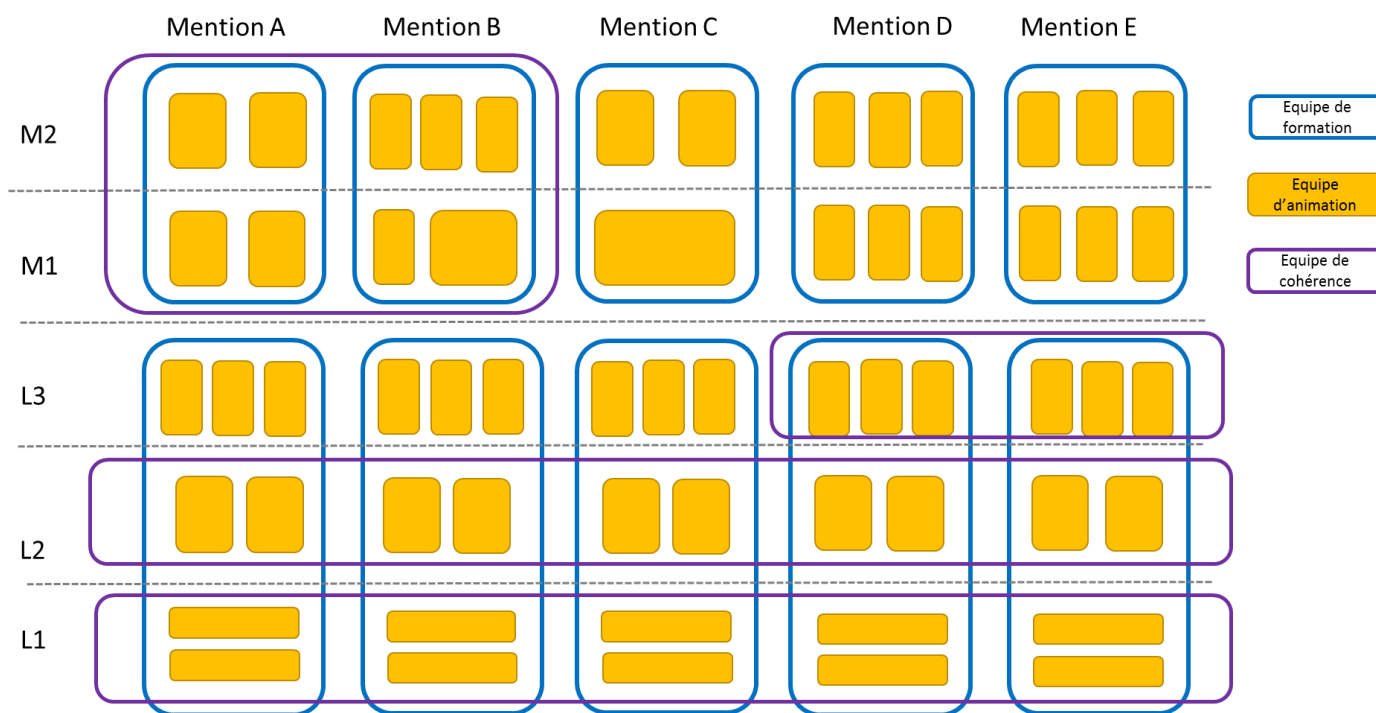 Mention A
Mention B
Mention C
Mention D
Mention E
M2
M1
L3
L2
L1
Equipe de
formation
Equipe
d’animation
Equipe de
cohérence